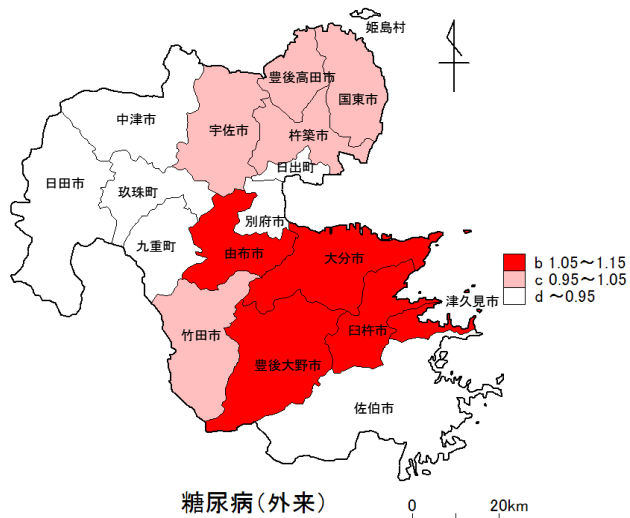 姫島村
豊後高田市
国東市
中津市
宇佐市
杵築市
日出町
日田市
玖珠町
別府市
九重町
由布市
大分市
b 1.05～1.15
c 0.95～1.05
d ～0.95
津久見市
竹田市
臼杵市
豊後大野市
佐伯市
糖尿病(外来)
0 20km